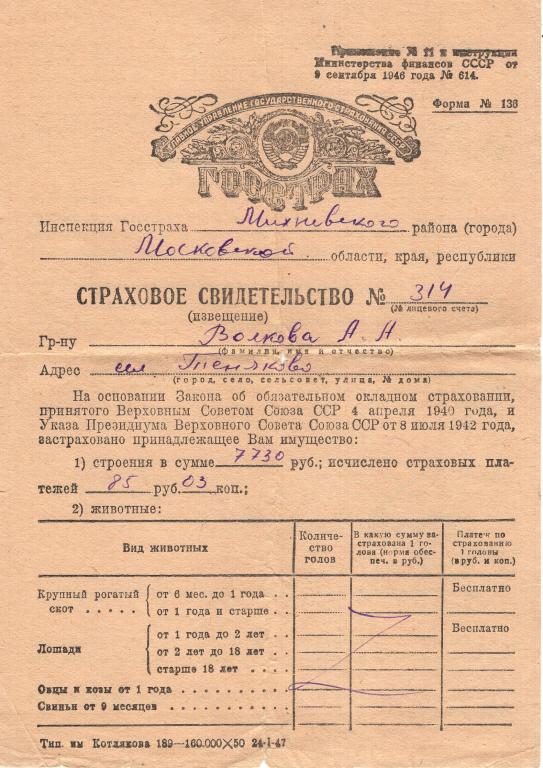 Приложение № 11 к инструкции
Министерства финансов СССР от
9 сентября 1946 года № 614.
Форма № 136
ГЛАВНОЕ УПРАВЛЕНИЕ ГОСУДАРСТВЕННОГО СТРАХОВАНИЯ СССР
ГОССТРАХ
Инспекция Госстраха Михневского района (города)
Московской области, края, республики
СТРАХОВОЕ СВИДЕТЕЛЬСТВО № 314
(извещение) (№ лицевого счета)
Гр-ну Волкова А. Н.
(фамилия, имя и отчество)
Адрес сел Теняково
(город, село, сельсовет, улица, № дома)
На основании Закона об обязательном окладном страховании,
принятого Верховным Советом Союза ССР 4 апреля 1940 года, и
Указа Президиума Верховного Совета Союза ССР от 8 июля 1942 года,
застраховано принадлежащее Вам имущество:
1) строения в сумме 7730 руб.; исчислено страховых пла-
тежей 85 руб. 03 коп.;
2) животные:
Вид животных
Количе-
ство
голов
В какую сумму за-
страхована 1 го-
лова (норма обес-
печ. в руб.)
Платеж по
страхованию
1 головы
(в руб. и коп.)
Крупный рогатый скот . . . . .
от 6 мес. до 1 года . . Бесплатно
от 1 года и старше . .
Лошади
от 1 года до 2 лет . . Бесплатно
от 2 лет до 18 лет . .
старше 18 лет . . . .
Овцы и козы от 1 года . . . . . . . . . .
Свиньи от 9 месяцев . . . . . . . . . . .
Тип. им Котлякова 189—160.000×50 24-I-47